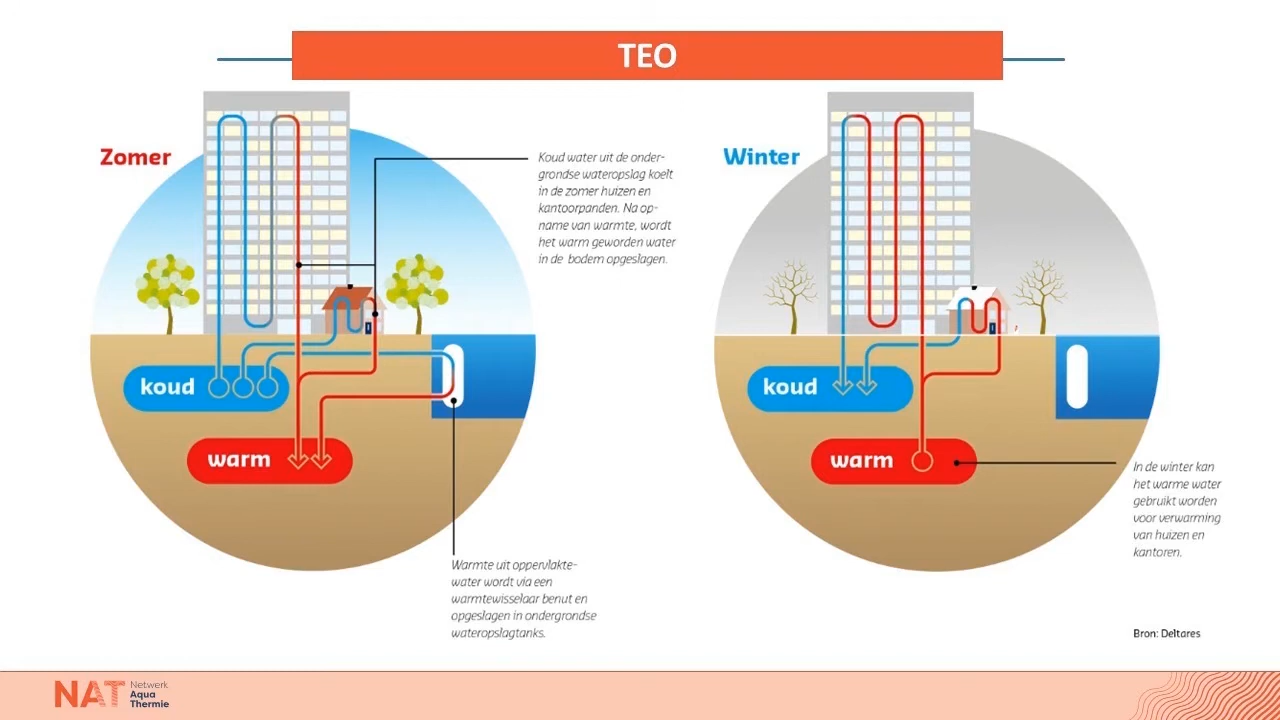 TEO
Zomer
Koud water uit de onder-
grondse wateropslag koelt
in de zomer huizen en
kantoorpanden. Na op-
name van warmte, wordt
het warm geworden water
in de bodem opgeslagen.
koud
warm
Warmte uit oppervlakte-
water wordt via een
warmtewisselaar benut en
opgeslagen in ondergrondse
wateropslagtanks.
Winter
koud
warm
In de winter kan
het warme water
gebruikt worden
voor verwarming
van huizen en
kantoren.
Bron: Deltares
NAT
Netwerk
Aqua
Thermie